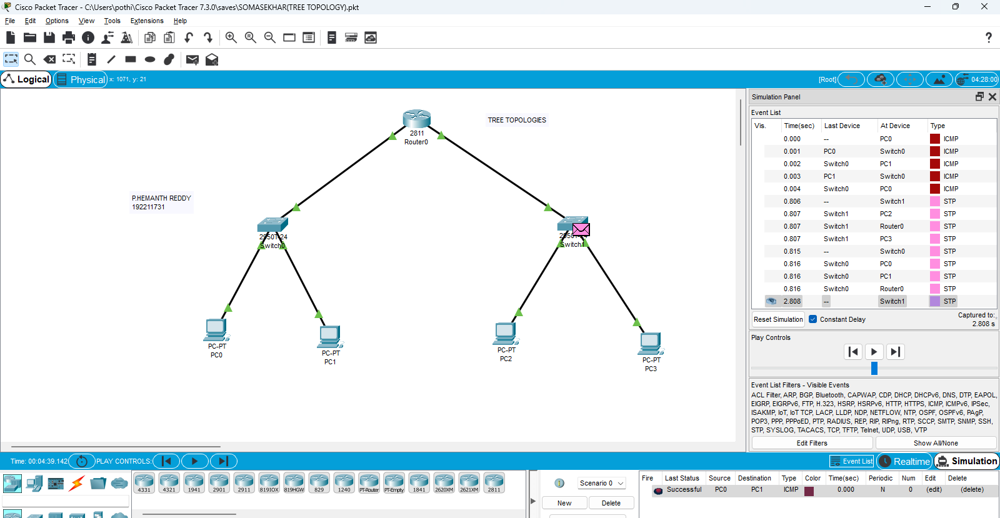 Cisco Packet Tracer - C:\Users\pothi\Cisco Packet Tracer 7.3.0\saves\SOMASEKHAR(TREE TOPOLOGY).pkt
File Edit Options View Tools Extensions Help
Logical Physical x: 1071, y: 21 [Root] 04:28:00
TREE TOPOLOGIES
2811
Router0
P.HEMANTH REDDY
192211731
2950T-24
Switch0
2950T-24
Switch1
PC-PT
PC0
PC-PT
PC1
PC-PT
PC2
PC-PT
PC3
Simulation Panel
Event List
Vis. Time(sec) Last Device At Device Type
0.000 -- PC0 ICMP
0.001 PC0 Switch0 ICMP
0.002 Switch0 PC1 ICMP
0.003 PC1 Switch0 ICMP
0.004 Switch0 PC0 ICMP
0.806 -- Switch1 STP
0.807 Switch1 PC2 STP
0.807 Switch1 Router0 STP
0.807 Switch1 PC3 STP
0.815 -- Switch0 STP
0.816 Switch0 PC0 STP
0.816 Switch0 PC1 STP
0.816 Switch0 Router0 STP
2.808 -- Switch1 STP
Reset Simulation Constant Delay Captured to:
2.808 s
Play Controls
Event List Filters - Visible Events
ACL Filter, ARP, BGP, Bluetooth, CAPWAP, CDP, DHCP, DHCPv6, DNS, DTP, EAPOL,
EIGRP, EIGRPv6, FTP, H.323, HSRP, HSRPv6, HTTP, HTTPS, ICMP, ICMPv6, IPSec,
ISAKMP, IoT, IoT TCP, LACP, LLDP, NDP, NETFLOW, NTP, OSPF, OSPFv6, PAgP,
POP3, PPP, PPPoED, PTP, RADIUS, REP, RIP, RIPng, RTP, SCCP, SMTP, SNMP, SSH,
STP, SYSLOG, TACACS, TCP, TFTP, Telnet, UDP, USB, VTP
Edit Filters Show All/None
Time: 00:04:39.142 PLAY CONTROLS: Event List Realtime Simulation
4331 4321 1941 2901 2911 819IOX 819HGW 829 1240 PT-Router PT-Empty 1841 2620XM 2621XM 2811
Scenario 0
New Delete
Fire Last Status Source Destination Type Color Time(sec) Periodic Num Edit Delete
Successful PC0 PC1 ICMP 0.000 N 0 (edit) (delete)